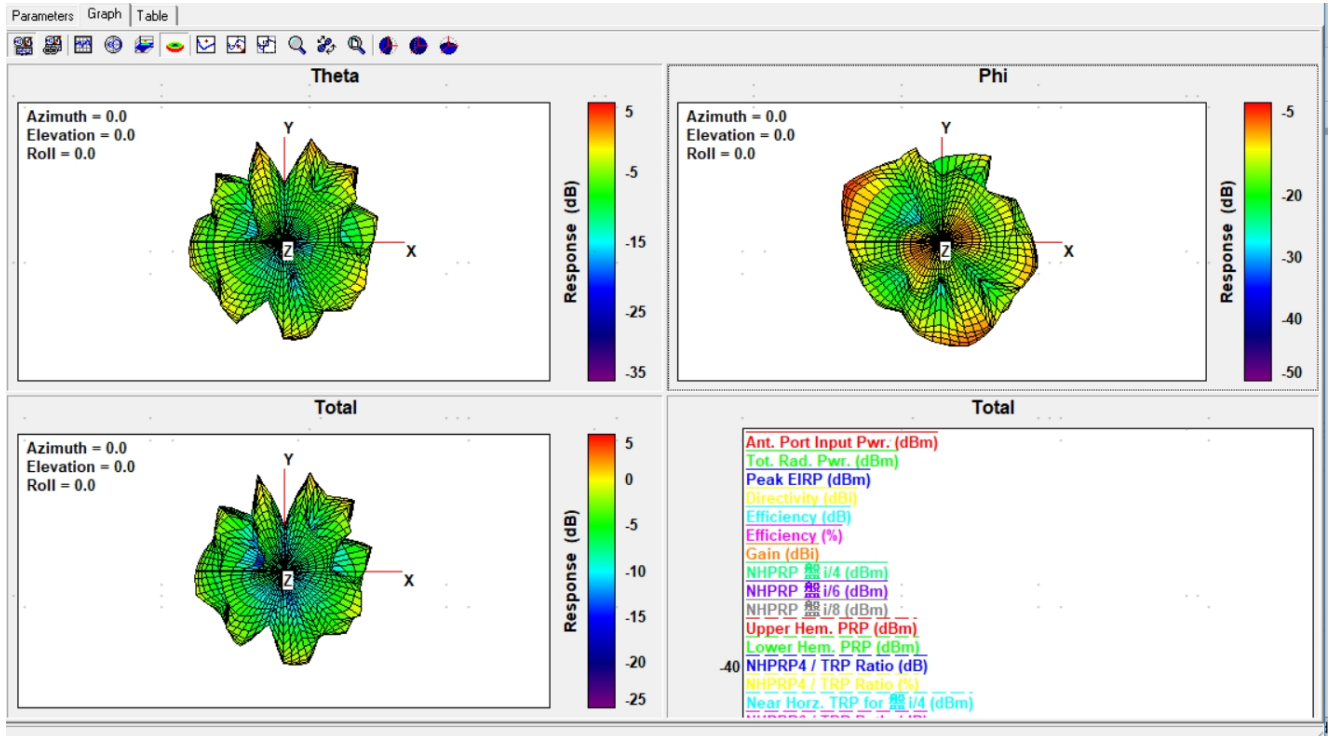 Parameters Graph Table
Theta
Azimuth = 0.0
Elevation = 0.0
Roll = 0.0
Y
X
Z
5
-5
-15
-25
-35
Response (dB)
Phi
Azimuth = 0.0
Elevation = 0.0
Roll = 0.0
Y
X
Z
-5
-20
-30
-40
-50
Response (dB)
Total
Azimuth = 0.0
Elevation = 0.0
Roll = 0.0
Y
X
Z
5
0
-5
-10
-15
-20
-25
Response (dB)
Total
Ant. Port Input Pwr. (dBm)
Tot. Rad. Pwr. (dBm)
Peak EIRP (dBm)
Directivity (dBi)
Efficiency (dB)
Efficiency (%)
Gain (dBi)
NHPRP 盤i/4 (dBm)
NHPRP 盤i/6 (dBm)
NHPRP 盤i/8 (dBm)
Upper Hem. PRP (dBm)
Lower Hem. PRP (dBm)
-40 NHPRP4 / TRP Ratio (dB)
NHPRP4 / TRP Ratio (%)
Near Horz. TRP for 盤i/4 (dBm)